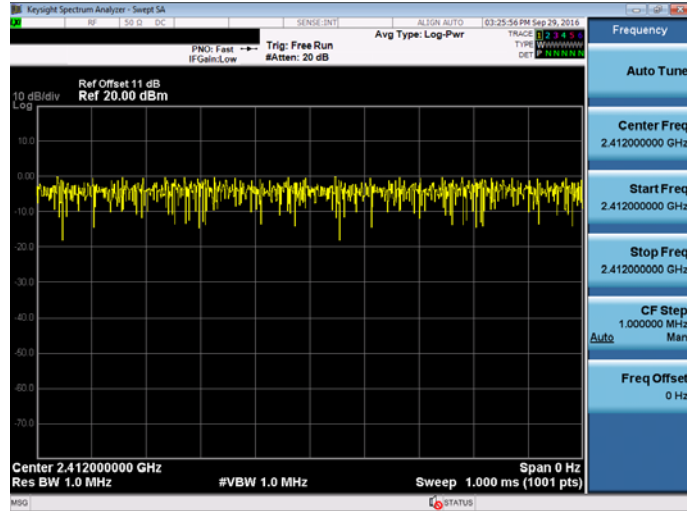 Keysight Spectrum Analyzer - Swept SA
RF 50 Ω DC SENSE:INT ALIGN AUTO 03:25:56 PM Sep 29, 2016
Frequency
Avg Type: Log-Pwr
TRACE 1 2 3 4 5 6
PNO: Fast Trig: Free Run
TYPE WWWWWW
IFGain:Low #Atten: 20 dB
DET P N N N N N
Auto Tune
Ref Offset 11 dB
10 dB/div Ref 20.00 dBm
Log
Center Freq
2.412000000 GHz
10.0
0.00
Start Freq
2.412000000 GHz
-10.0
-20.0
Stop Freq
2.412000000 GHz
-30.0
-40.0
CF Step
1.000000 MHz
Auto Man
-50.0
-60.0
Freq Offset
0 Hz
-70.0
Center 2.412000000 GHz Span 0 Hz
Res BW 1.0 MHz #VBW 1.0 MHz Sweep 1.000 ms (1001 pts)
MSG STATUS